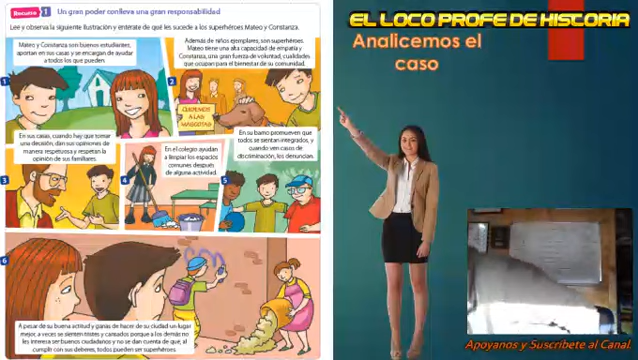 Recurso 1 Un gran poder conlleva una gran responsabilidad
Lee y observa la siguiente ilustración y entérate de qué les sucede a los superhéroes Mateo y Constanza.
1
Mateo y Constanza son buenos estudiantes,
aportan en sus casas y se encargan de ayudar
a todos los que pueden.
2
Además de niños ejemplares, son superhéroes.
Mateo tiene una alta capacidad de empatía y
Constanza, una gran fuerza de voluntad, cualidades
que ocupan para el bienestar de su comunidad.
CUIDEMOS
A LAS
MASCOTAS
3
En sus casas, cuando hay que tomar
una decisión, dan sus opiniones de
manera respetuosa y respetan la
opinión de sus familiares.
4
En el colegio ayudan
a limpiar los espacios
comunes después
de alguna actividad.
5
En su barrio promueven que
todos se sientan integrados, y
cuando ven casos de
discriminación, los denuncian.
6
A pesar de su buena actitud y ganas de hacer de su ciudad un lugar
mejor, a veces se sienten tristes y cansados porque a los demás no
les interesa ser buenos ciudadanos y no se dan cuenta de que, al
cumplir con sus deberes, todos pueden ser superhéroes.
EL LOCO PROFE DE HISTORIA
Analicemos el
caso
Apoyanos y Suscribete al Canal.